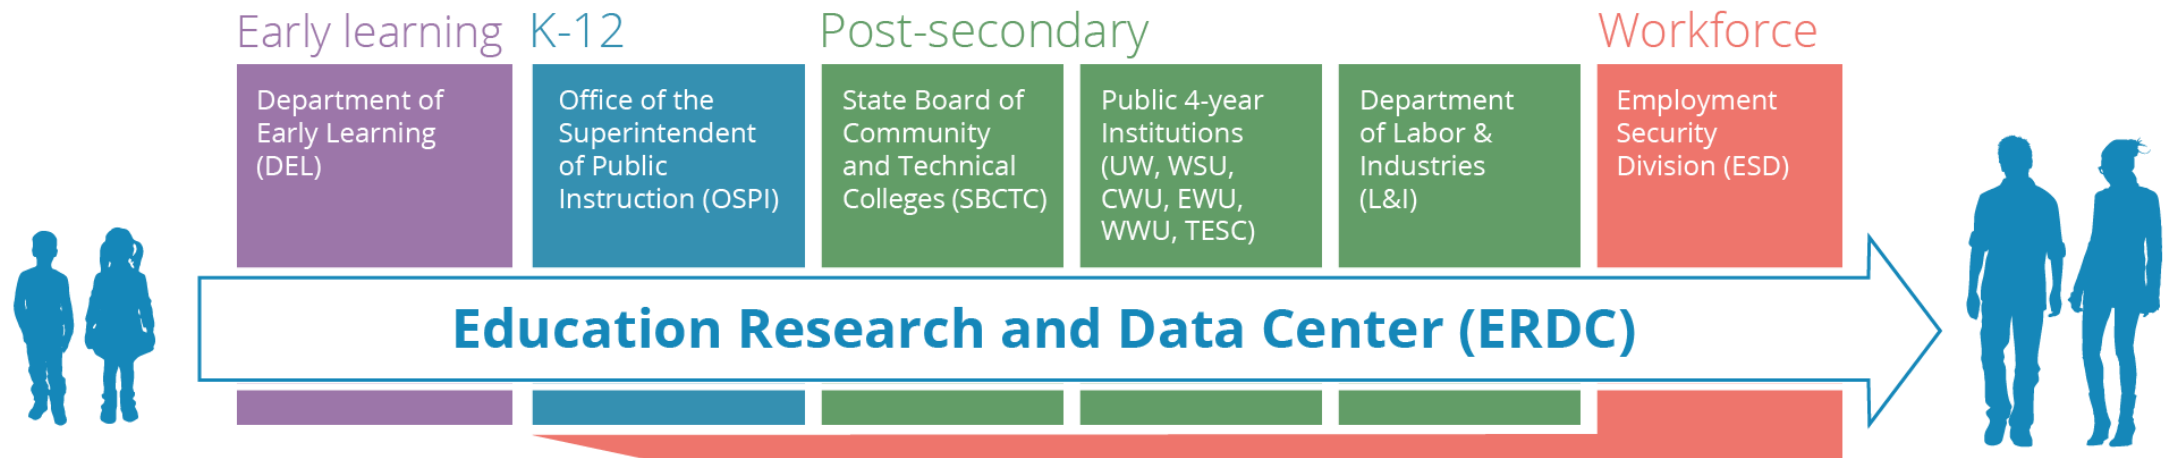 Early learning
K-12
Post-secondary
Workforce
Department of
Early Learning
(DEL)
Office of the
Superintendent
of Public
Instruction (OSPI)
State Board of
Community
and Technical
Colleges (SBCTC)
Public 4-year
Institutions
(UW, WSU,
CWU, EWU,
WWU, TESC)
Department
of Labor &
Industries
(L&I)
Employment
Security
Division (ESD)
Education Research and Data Center (ERDC)